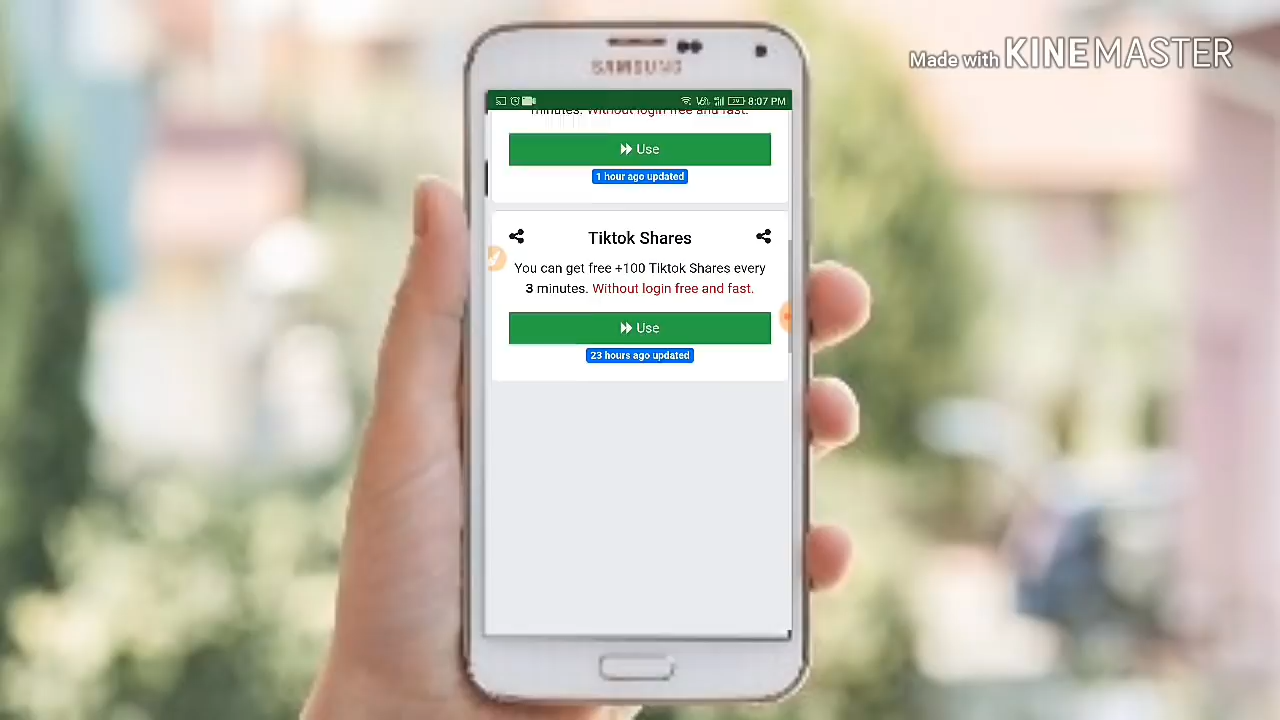 Made with KINEMASTER
SAMSUNG
8:07 PM
minutes. Without login free and fast.
Use
1 hour ago updated
Tiktok Shares
You can get free +100 Tiktok Shares every
3 minutes. Without login free and fast.
Use
23 hours ago updated